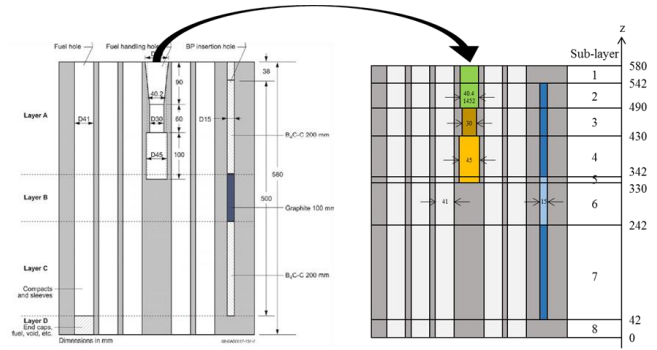 Fuel hole
Fuel handling hole
BP insertion hole
38
90
40.2
60
D30
Layer A
D41
D15
B₄C-C 200 mm
D45
100
580
Layer B
500
Graphite 100 mm
Layer C
B₄C-C 200 mm
Compacts
and sleeves
Layer D
End caps,
fuel, void, etc.
Dimensions in mm
z
Sub-layer
580
1
542
40.4
1452
2
490
30
3
430
45
4
342
5
330
41
15
6
242
7
42
8
0